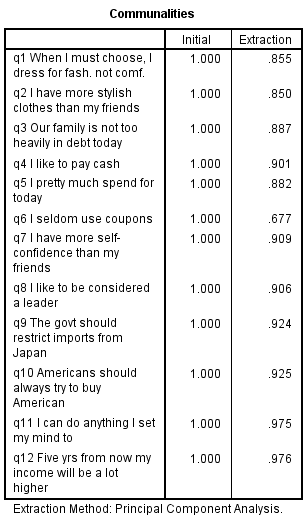 Communalities
Initial Extraction
q1 When I must choose, I 1.000 .855
dress for fash. not comf.
q2 I have more stylish 1.000 .850
clothes than my friends
q3 Our family is not too 1.000 .887
heavily in debt today
q4 I like to pay cash 1.000 .901
q5 I pretty much spend for 1.000 .882
today
q6 I seldom use coupons 1.000 .677
q7 I have more self- 1.000 .909
confidence than my
friends
q8 I like to be considered 1.000 .906
a leader
q9 The govt should 1.000 .924
restrict imports from
Japan
q10 Americans should 1.000 .925
always try to buy
American
q11 I can do anything I set 1.000 .975
my mind to
q12 Five yrs from now my 1.000 .976
income will be a lot
higher
Extraction Method: Principal Component Analysis.